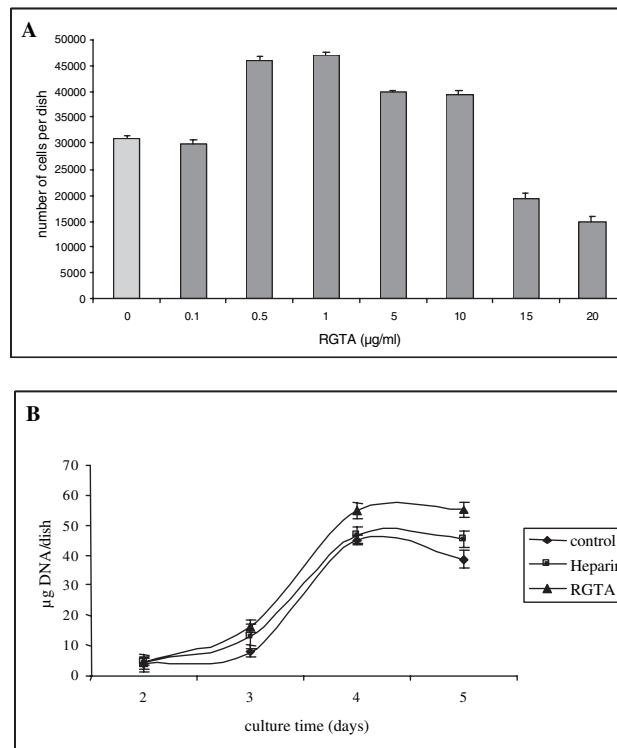 A
50000
45000
40000
35000
30000
25000
20000
15000
10000
5000
0
number of cells per dish
0 0.1 0.5 1 5 10 15 20
RGTA (µg/ml)
B
70
60
50
40
30
20
10
0
µg DNA/dish
2 3 4 5
culture time (days)
control
Heparin
RGTA